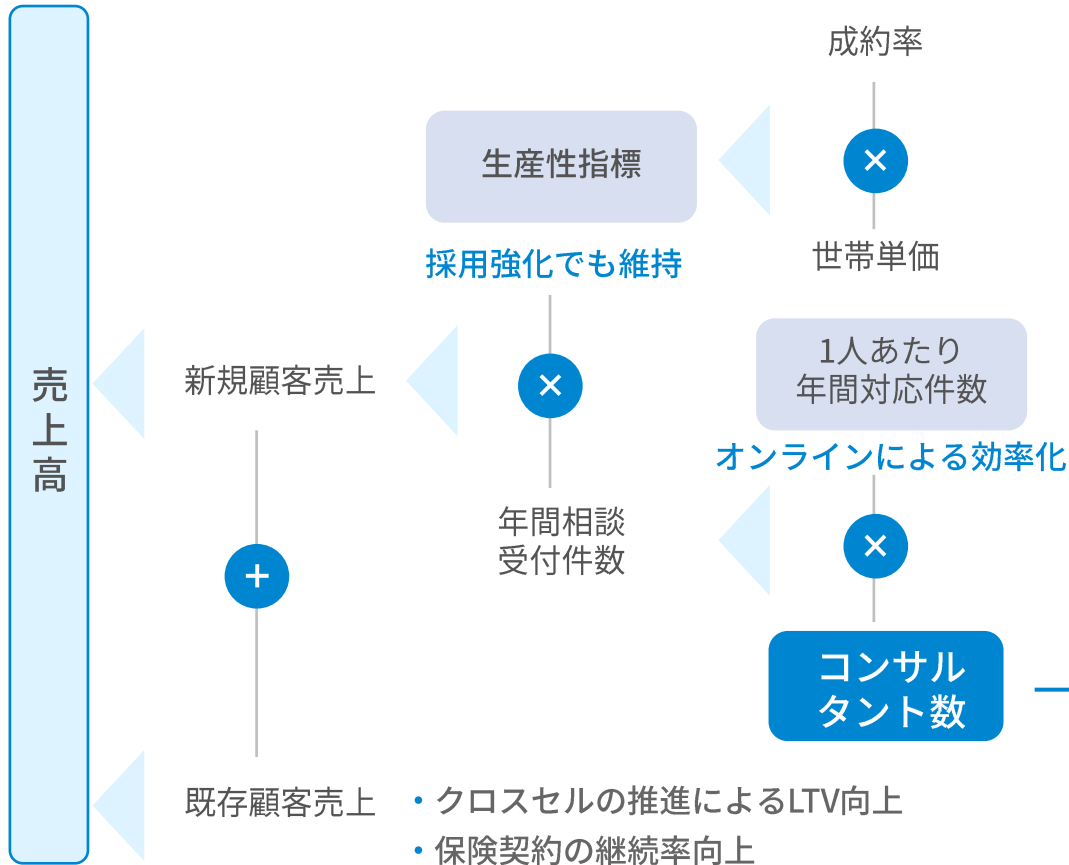 売上高
成約率
×
世帯単価
生産性指標
採用強化でも維持
×
新規顧客売上
年間相談
受付件数
1人あたり
年間対応件数
オンラインによる効率化
×
コンサル
タント数
+
既存顧客売上
・クロスセルの推進によるLTV向上
・保険契約の継続率向上